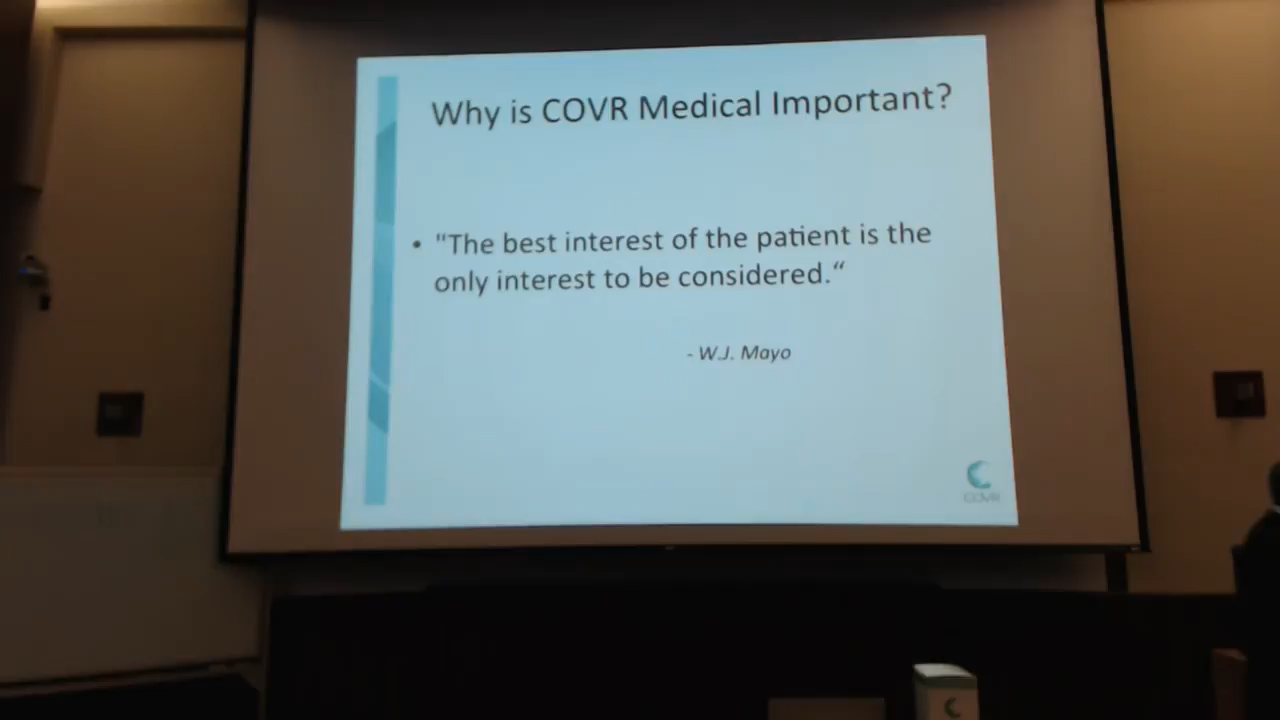 Why is COVR Medical Important?
• "The best interest of the patient is the
only interest to be considered.“
- W.J. Mayo
COVR